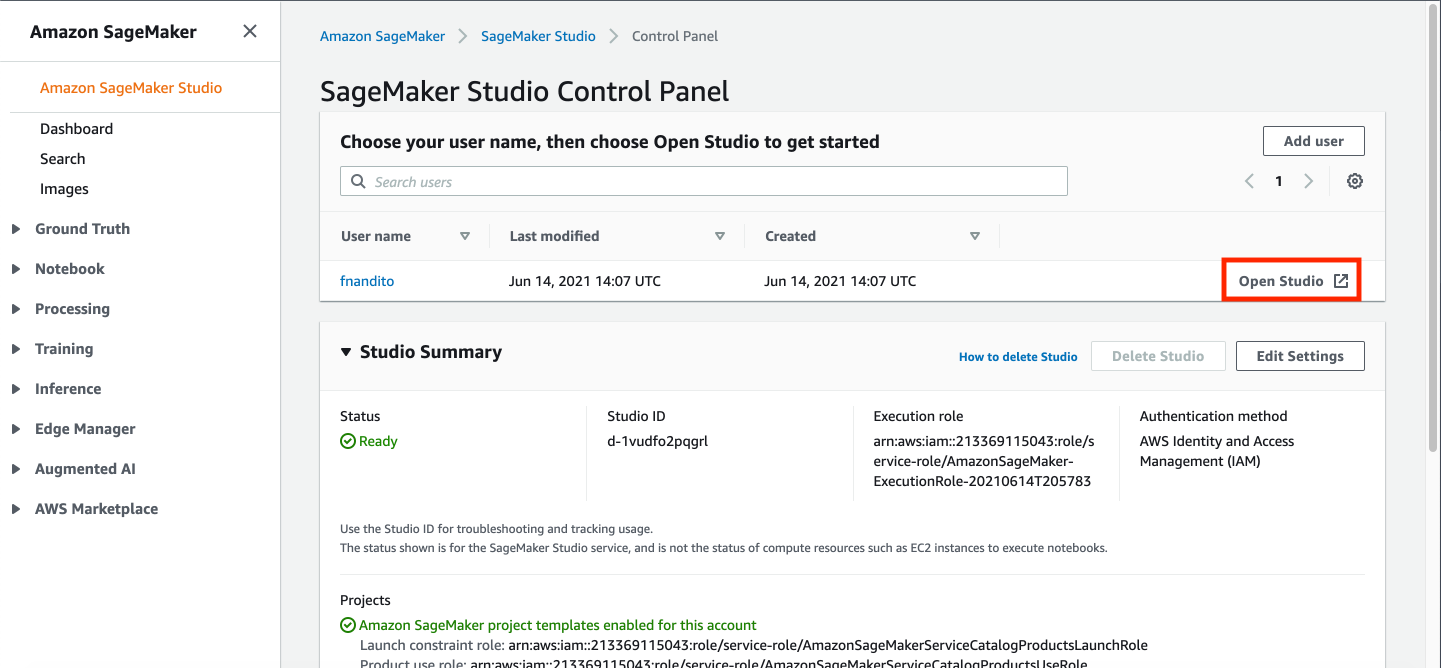 Amazon SageMaker
Amazon SageMaker Studio
Dashboard
Search
Images
Ground Truth
Notebook
Processing
Training
Inference
Edge Manager
Augmented AI
AWS Marketplace
Amazon SageMaker > SageMaker Studio > Control Panel
SageMaker Studio Control Panel
Choose your user name, then choose Open Studio to get started
Add user
Search users
1
User name Last modified Created
fnandito Jun 14, 2021 14:07 UTC Jun 14, 2021 14:07 UTC Open Studio
Studio Summary
How to delete Studio Delete Studio Edit Settings
Status
Ready
Studio ID
d-1vudfo2pqgrl
Execution role
arn:aws:iam::213369115043:role/s
ervice-role/AmazonSageMaker-
ExecutionRole-20210614T205783
Authentication method
AWS Identity and Access
Management (IAM)
Use the Studio ID for troubleshooting and tracking usage.
The status shown is for the SageMaker Studio service, and is not the status of compute resources such as EC2 instances to execute notebooks.
Projects
Amazon SageMaker project templates enabled for this account
Launch constraint role: arn:aws:iam::213369115043:role/service-role/AmazonSageMakerServiceCatalogProductsLaunchRole
Product use role: arn:aws:iam::213369115043:role/service-role/AmazonSageMakerServiceCatalogProductsUseRole